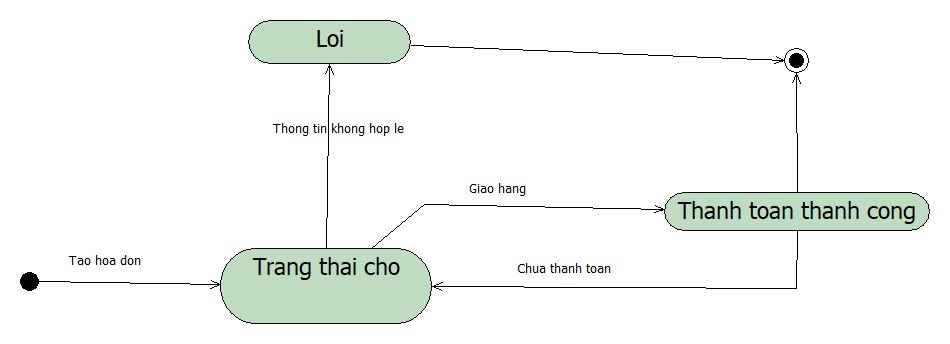 Loi
Thong tin khong hop le
Giao hang
Thanh toan thanh cong
Tao hoa don
Trang thai cho
Chua thanh toan